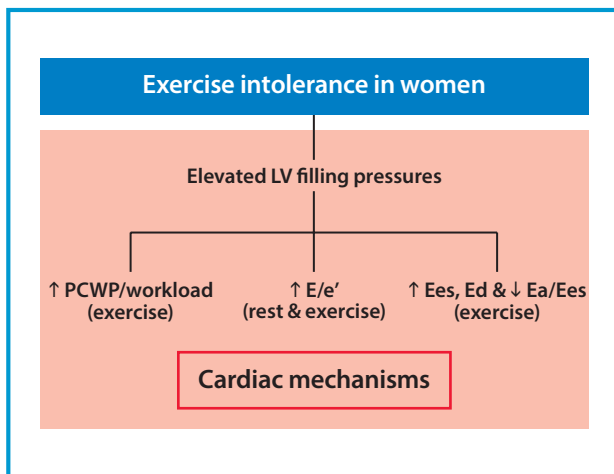 Exercise intolerance in women
Elevated LV filling pressures
↑ PCWP/workload
(exercise)
↑ E/e’
(rest & exercise)
↑ Ees, Ed & ↓ Ea/Ees
(exercise)
Cardiac mechanisms